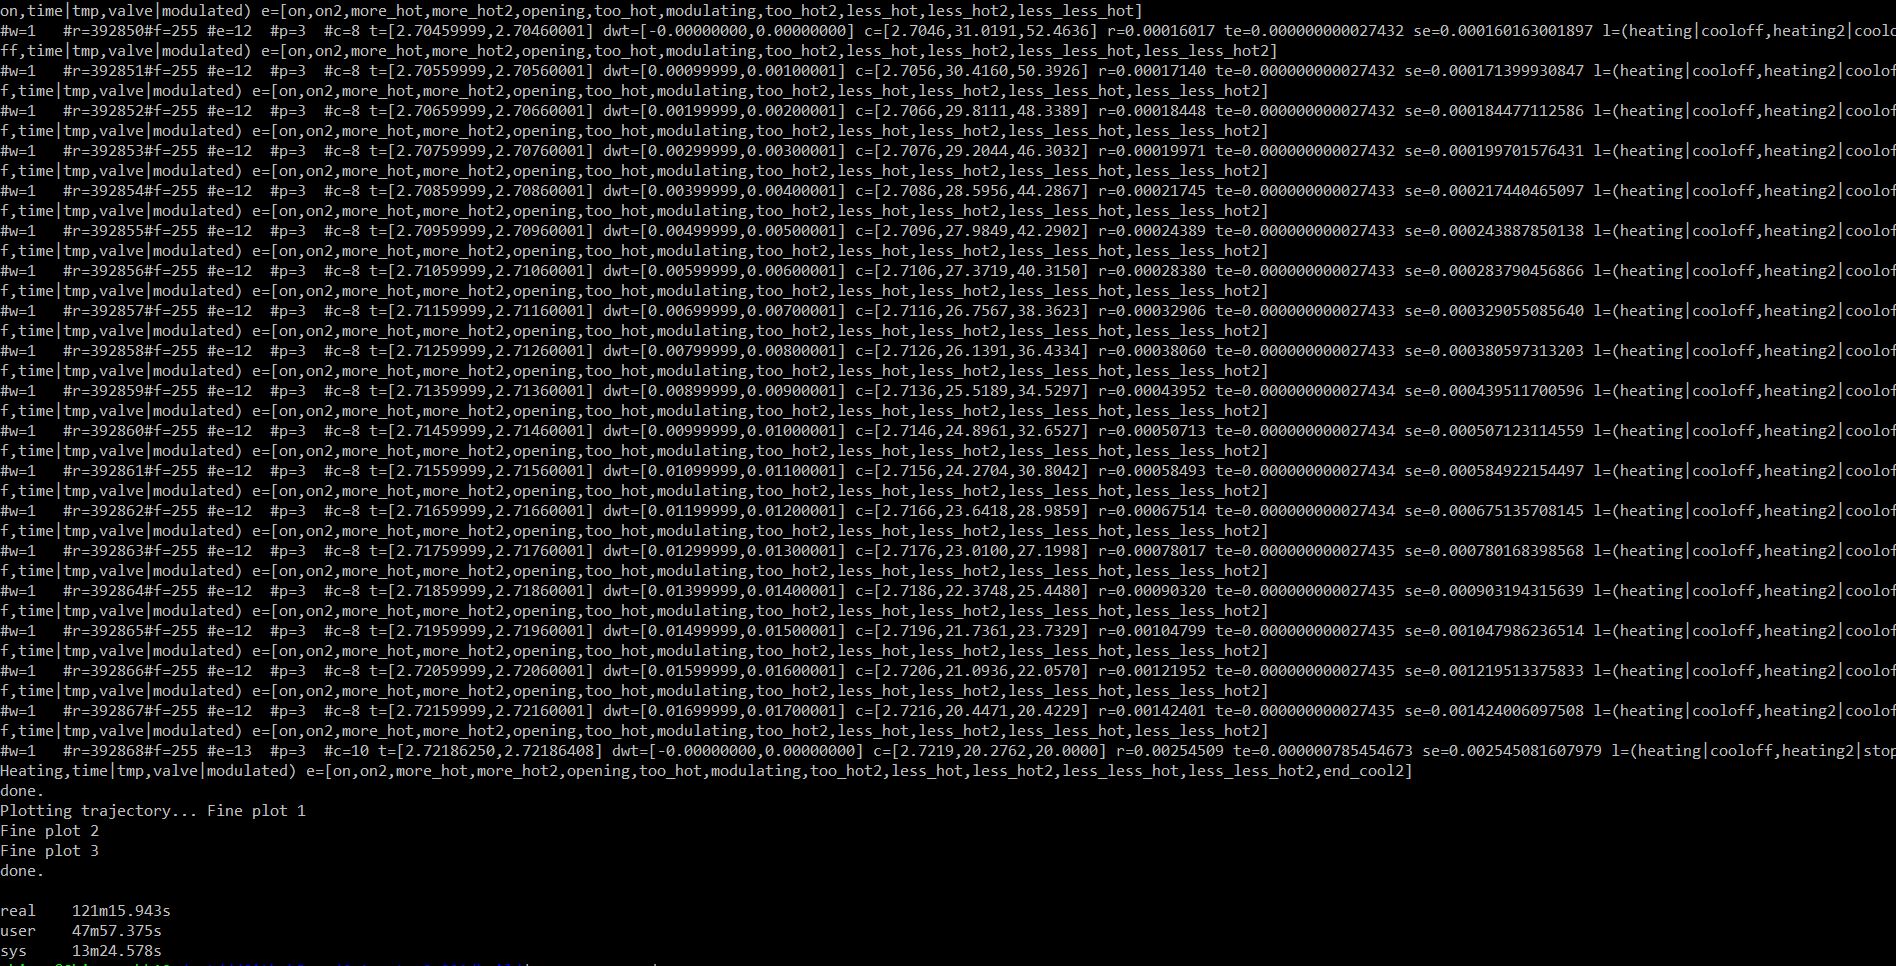 on,time|tmp,valve|modulated) e=[on,on2,more_hot,more_hot2,opening,too_hot,modulating,too_hot2,less_hot,less_hot2,less_less_hot]
#w=1   #r=392850#f=255 #e=12  #p=3  #c=8 t=[2.70459999,2.70460001] dwt=[-0.00000000,0.00000000] c=[2.7046,31.0191,52.4636] r=0.00016017 te=0.000000000027432 se=0.000160163001897 l=(heating|cooloff,heating2|coolo
ff,time|tmp,valve|modulated) e=[on,on2,more_hot,more_hot2,opening,too_hot,modulating,too_hot2,less_hot,less_hot2,less_less_hot,less_less_hot2]
#w=1   #r=392851#f=255 #e=12  #p=3  #c=8 t=[2.70559999,2.70560001] dwt=[0.00099999,0.00100001] c=[2.7056,30.4160,50.3926] r=0.00017140 te=0.000000000027432 se=0.000171399930847 l=(heating|cooloff,heating2|cooloff
f,time|tmp,valve|modulated) e=[on,on2,more_hot,more_hot2,opening,too_hot,modulating,too_hot2,less_hot,less_hot2,less_less_hot,less_less_hot2]
#w=1   #r=392852#f=255 #e=12  #p=3  #c=8 t=[2.70659999,2.70660001] dwt=[0.00199999,0.00200001] c=[2.7066,29.8111,48.3389] r=0.00018448 te=0.000000000027432 se=0.000184477112586 l=(heating|cooloff,heating2|coolof
f,time|tmp,valve|modulated) e=[on,on2,more_hot,more_hot2,opening,too_hot,modulating,too_hot2,less_hot,less_hot2,less_less_hot,less_less_hot2]
#w=1   #r=392853#f=255 #e=12  #p=3  #c=8 t=[2.70759999,2.70760001] dwt=[0.00299999,0.00300001] c=[2.7076,29.2044,46.3032] r=0.00019971 te=0.000000000027432 se=0.000199701576431 l=(heating|cooloff,heating2|coolof
f,time|tmp,valve|modulated) e=[on,on2,more_hot,more_hot2,opening,too_hot,modulating,too_hot2,less_hot,less_hot2,less_less_hot,less_less_hot2]
#w=1   #r=392854#f=255 #e=12  #p=3  #c=8 t=[2.70859999,2.70860001] dwt=[0.00399999,0.00400001] c=[2.7086,28.5956,44.2867] r=0.00021745 te=0.000000000027433 se=0.000217440465097 l=(heating|cooloff,heating2|coolof
f,time|tmp,valve|modulated) e=[on,on2,more_hot,more_hot2,opening,too_hot,modulating,too_hot2,less_hot,less_hot2,less_less_hot,less_less_hot2]
#w=1   #r=392855#f=255 #e=12  #p=3  #c=8 t=[2.70959999,2.70960001] dwt=[0.00499999,0.00500001] c=[2.7096,27.9849,42.2902] r=0.00024389 te=0.000000000027433 se=0.000243887850138 l=(heating|cooloff,heating2|coolof
f,time|tmp,valve|modulated) e=[on,on2,more_hot,more_hot2,opening,too_hot,modulating,too_hot2,less_hot,less_hot2,less_less_hot,less_less_hot2]
#w=1   #r=392856#f=255 #e=12  #p=3  #c=8 t=[2.71059999,2.71060001] dwt=[0.00599999,0.00600001] c=[2.7106,27.3719,40.3150] r=0.00028380 te=0.000000000027433 se=0.000283790456866 l=(heating|cooloff,heating2|coolof
f,time|tmp,valve|modulated) e=[on,on2,more_hot,more_hot2,opening,too_hot,modulating,too_hot2,less_hot,less_hot2,less_less_hot,less_less_hot2]
#w=1   #r=392857#f=255 #e=12  #p=3  #c=8 t=[2.71159999,2.71160001] dwt=[0.00699999,0.00700001] c=[2.7116,26.7567,38.3623] r=0.00032906 te=0.000000000027433 se=0.000329055085640 l=(heating|cooloff,heating2|coolof
f,time|tmp,valve|modulated) e=[on,on2,more_hot,more_hot2,opening,too_hot,modulating,too_hot2,less_hot,less_hot2,less_less_hot,less_less_hot2]
#w=1   #r=392858#f=255 #e=12  #p=3  #c=8 t=[2.71259999,2.71260001] dwt=[0.00799999,0.00800001] c=[2.7126,26.1391,36.4334] r=0.00038060 te=0.000000000027433 se=0.000380597313203 l=(heating|cooloff,heating2|coolof
f,time|tmp,valve|modulated) e=[on,on2,more_hot,more_hot2,opening,too_hot,modulating,too_hot2,less_hot,less_hot2,less_less_hot,less_less_hot2]
#w=1   #r=392859#f=255 #e=12  #p=3  #c=8 t=[2.71359999,2.71360001] dwt=[0.00899999,0.00900001] c=[2.7136,25.5189,34.5297] r=0.00043952 te=0.000000000027434 se=0.000439511700596 l=(heating|cooloff,heating2|coolof
f,time|tmp,valve|modulated) e=[on,on2,more_hot,more_hot2,opening,too_hot,modulating,too_hot2,less_hot,less_hot2,less_less_hot,less_less_hot2]
#w=1   #r=392860#f=255 #e=12  #p=3  #c=8 t=[2.71459999,2.71460001] dwt=[0.00999999,0.01000001] c=[2.7146,24.8961,32.6527] r=0.00050713 te=0.000000000027434 se=0.000507123114559 l=(heating|cooloff,heating2|coolof
f,time|tmp,valve|modulated) e=[on,on2,more_hot,more_hot2,opening,too_hot,modulating,too_hot2,less_hot,less_hot2,less_less_hot,less_less_hot2]
#w=1   #r=392861#f=255 #e=12  #p=3  #c=8 t=[2.71559999,2.71560001] dwt=[0.01099999,0.01100001] c=[2.7156,24.2704,30.8042] r=0.00058493 te=0.000000000027434 se=0.000584922154497 l=(heating|cooloff,heating2|coolof
f,time|tmp,valve|modulated) e=[on,on2,more_hot,more_hot2,opening,too_hot,modulating,too_hot2,less_hot,less_hot2,less_less_hot,less_less_hot2]
#w=1   #r=392862#f=255 #e=12  #p=3  #c=8 t=[2.71659999,2.71660001] dwt=[0.01199999,0.01200001] c=[2.7166,23.6418,28.9859] r=0.00067514 te=0.000000000027434 se=0.000675135708145 l=(heating|cooloff,heating2|coolof
f,time|tmp,valve|modulated) e=[on,on2,more_hot,more_hot2,opening,too_hot,modulating,too_hot2,less_hot,less_hot2,less_less_hot,less_less_hot2]
#w=1   #r=392863#f=255 #e=12  #p=3  #c=8 t=[2.71759999,2.71760001] dwt=[0.01299999,0.01300001] c=[2.7176,23.0100,27.1998] r=0.00078017 te=0.000000000027435 se=0.000780168398568 l=(heating|cooloff,heating2|coolof
f,time|tmp,valve|modulated) e=[on,on2,more_hot,more_hot2,opening,too_hot,modulating,too_hot2,less_hot,less_hot2,less_less_hot,less_less_hot2]
#w=1   #r=392864#f=255 #e=12  #p=3  #c=8 t=[2.71859999,2.71860001] dwt=[0.01399999,0.01400001] c=[2.7186,22.3748,25.4480] r=0.00090320 te=0.000000000027435 se=0.000903194315639 l=(heating|cooloff,heating2|coolof
f,time|tmp,valve|modulated) e=[on,on2,more_hot,more_hot2,opening,too_hot,modulating,too_hot2,less_hot,less_hot2,less_less_hot,less_less_hot2]
#w=1   #r=392865#f=255 #e=12  #p=3  #c=8 t=[2.71959999,2.71960001] dwt=[0.01499999,0.01500001] c=[2.7196,21.7361,23.7329] r=0.00104799 te=0.000000000027435 se=0.001047986236514 l=(heating|cooloff,heating2|coolof
f,time|tmp,valve|modulated) e=[on,on2,more_hot,more_hot2,opening,too_hot,modulating,too_hot2,less_hot,less_hot2,less_less_hot,less_less_hot2]
#w=1   #r=392866#f=255 #e=12  #p=3  #c=8 t=[2.72059999,2.72060001] dwt=[0.01599999,0.01600001] c=[2.7206,21.0936,22.0570] r=0.00121952 te=0.000000000027435 se=0.001219513375833 l=(heating|cooloff,heating2|coolof
f,time|tmp,valve|modulated) e=[on,on2,more_hot,more_hot2,opening,too_hot,modulating,too_hot2,less_hot,less_hot2,less_less_hot,less_less_hot2]
#w=1   #r=392867#f=255 #e=12  #p=3  #c=8 t=[2.72159999,2.72160001] dwt=[0.01699999,0.01700001] c=[2.7216,20.4471,20.4229] r=0.00142401 te=0.000000000027435 se=0.001424006097508 l=(heating|cooloff,heating2|coolof
f,time|tmp,valve|modulated) e=[on,on2,more_hot,more_hot2,opening,too_hot,modulating,too_hot2,less_hot,less_hot2,less_less_hot,less_less_hot2]
#w=1   #r=392868#f=255 #e=13  #p=3  #c=10 t=[2.72186250,2.72186408] dwt=[-0.00000000,0.00000000] c=[2.7219,20.2762,20.0000] r=0.00254509 te=0.000000785454673 se=0.002545081607979 l=(heating|cooloff,heating2|stop
Heating,time|tmp,valve|modulated) e=[on,on2,more_hot,more_hot2,opening,too_hot,modulating,too_hot2,less_hot,less_hot2,less_less_hot,less_less_hot2,end_cool2]
done.
Plotting trajectory... Fine plot 1
Fine plot 2
Fine plot 3
done.
real    121m15.943s
user    47m57.375s
sys     13m24.578s